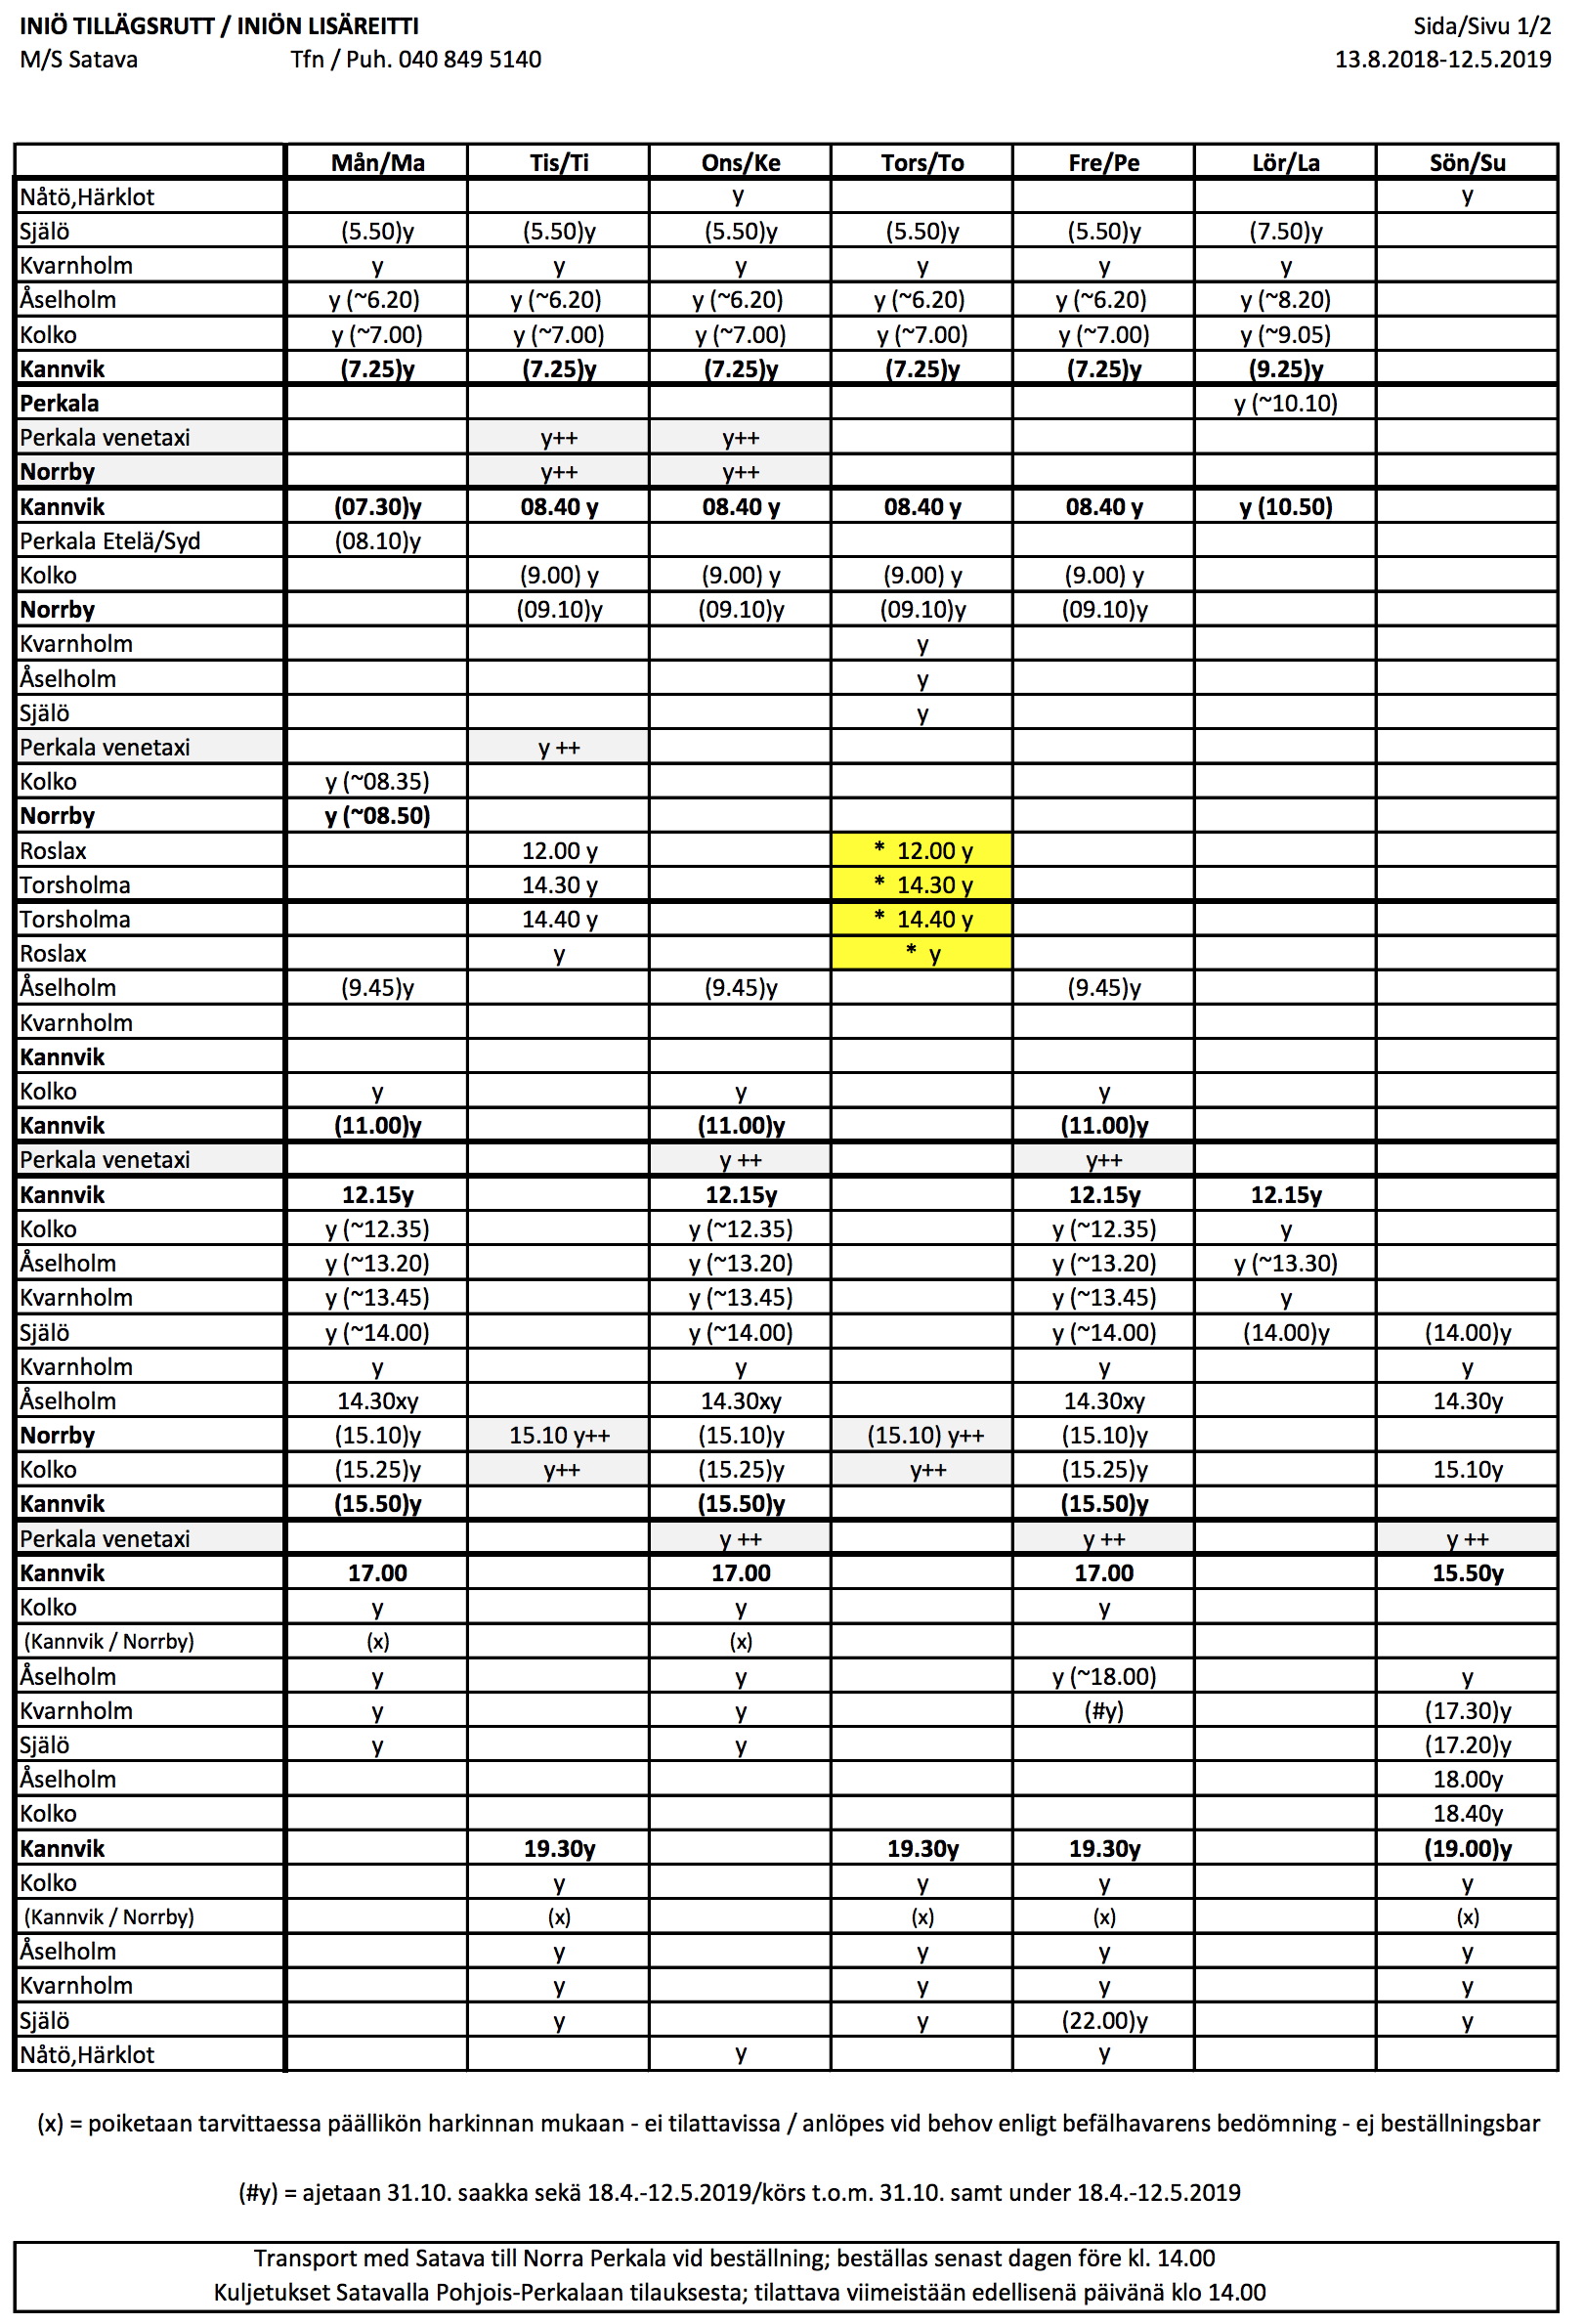 INIÖ TILLÄGSRUTT / INIÖN LISÄREITTI Sida/Sivu 1/2
M/S Satava Tfn / Puh. 040 849 5140 13.8.2018-12.5.2019
Mån/Ma Tis/Ti Ons/Ke Tors/To Fre/Pe Lör/La Sön/Su
Nåtö,Härklot y y
Själö (5.50)y (5.50)y (5.50)y (5.50)y (5.50)y (7.50)y
Kvarnholm y y y y y y
Åselholm y (~6.20) y (~6.20) y (~6.20) y (~6.20) y (~6.20) y (~8.20)
Kolko y (~7.00) y (~7.00) y (~7.00) y (~7.00) y (~7.00) y (~9.05)
Kannvik (7.25)y (7.25)y (7.25)y (7.25)y (7.25)y (9.25)y
Perkala y (~10.10)
Perkala venetaxi y++ y++
Norrby y++ y++
Kannvik (07.30)y 08.40 y 08.40 y 08.40 y 08.40 y y (10.50)
Perkala Etelä/Syd (08.10)y
Kolko (9.00) y (9.00) y (9.00) y (9.00) y
Norrby (09.10)y (09.10)y (09.10)y (09.10)y
Kvarnholm y
Åselholm y
Själö y
Perkala venetaxi y ++
Kolko y (~08.35)
Norrby y (~08.50)
Roslax 12.00 y * 12.00 y
Torsholma 14.30 y * 14.30 y
Torsholma 14.40 y * 14.40 y
Roslax y * y
Åselholm (9.45)y (9.45)y (9.45)y
Kvarnholm
Kannvik
Kolko y y y
Kannvik (11.00)y (11.00)y (11.00)y
Perkala venetaxi y ++ y++
Kannvik 12.15y 12.15y 12.15y 12.15y
Kolko y (~12.35) y (~12.35) y (~12.35) y
Åselholm y (~13.20) y (~13.20) y (~13.20) y (~13.30)
Kvarnholm y (~13.45) y (~13.45) y (~13.45) y
Själö y (~14.00) y (~14.00) y (~14.00) (14.00)y (14.00)y
Kvarnholm y y y y
Åselholm 14.30xy 14.30xy 14.30xy 14.30y
Norrby (15.10)y 15.10 y++ (15.10)y (15.10) y++ (15.10)y
Kolko (15.25)y y++ (15.25)y y++ (15.25)y 15.10y
Kannvik (15.50)y (15.50)y (15.50)y
Perkala venetaxi y ++ y ++ y ++
Kannvik 17.00 17.00 17.00 15.50y
Kolko y y y
(Kannvik / Norrby) (x) (x)
Åselholm y y y (~18.00) y
Kvarnholm y y (#y) (17.30)y
Själö y y (17.20)y
Åselholm 18.00y
Kolko 18.40y
Kannvik 19.30y 19.30y 19.30y (19.00)y
Kolko y y y y
(Kannvik / Norrby) (x) (x) (x) (x)
Åselholm y y y y
Kvarnholm y y y y
Själö y y (22.00)y y
Nåtö,Härklot y y
(x) = poiketaan tarvittaessa päällikön harkinnan mukaan - ei tilattavissa / anlöpes vid behov enligt befälhavarens bedömning - ej beställningsbar
(#y) = ajetaan 31.10. saakka sekä 18.4.-12.5.2019/körs t.o.m. 31.10. samt under 18.4.-12.5.2019
Transport med Satava till Norra Perkala vid beställning; beställas senast dagen före kl. 14.00
Kuljetukset Satavalla Pohjois-Perkalaan tilauksesta; tilattava viimeistään edellisenä päivänä klo 14.00